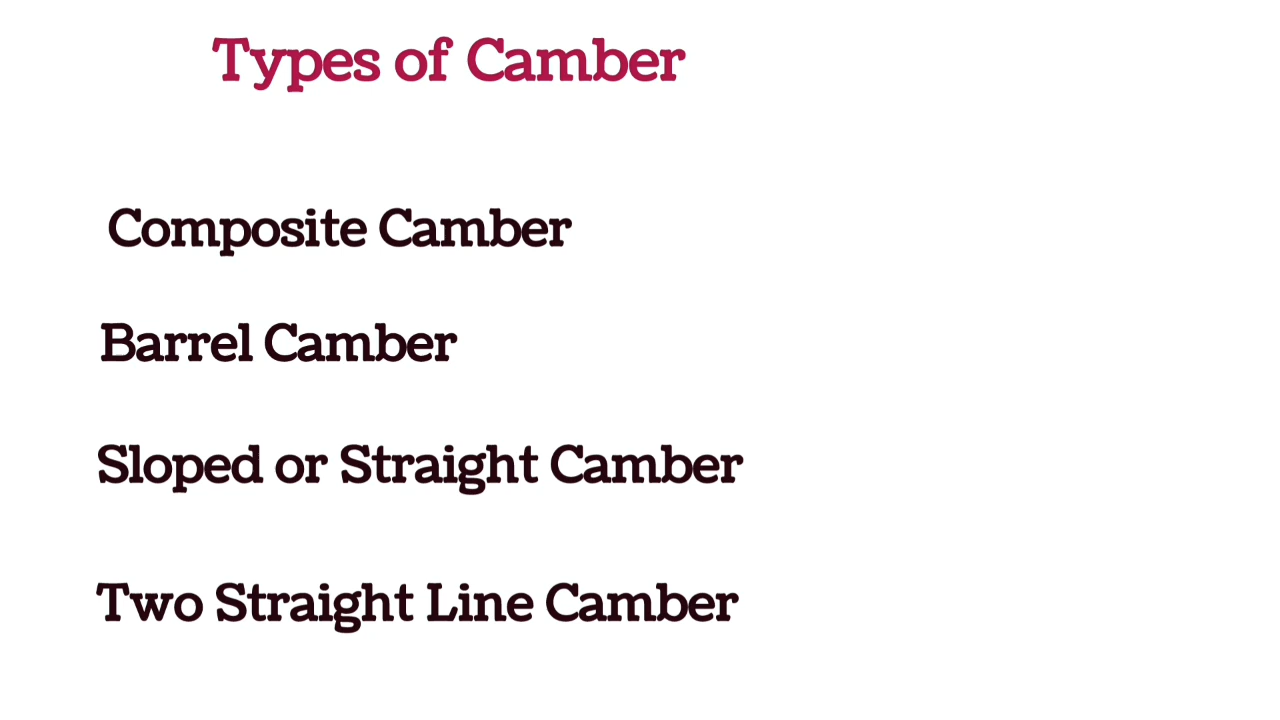 Types of Camber
Composite Camber
Barrel Camber
Sloped or Straight Camber
Two Straight Line Camber